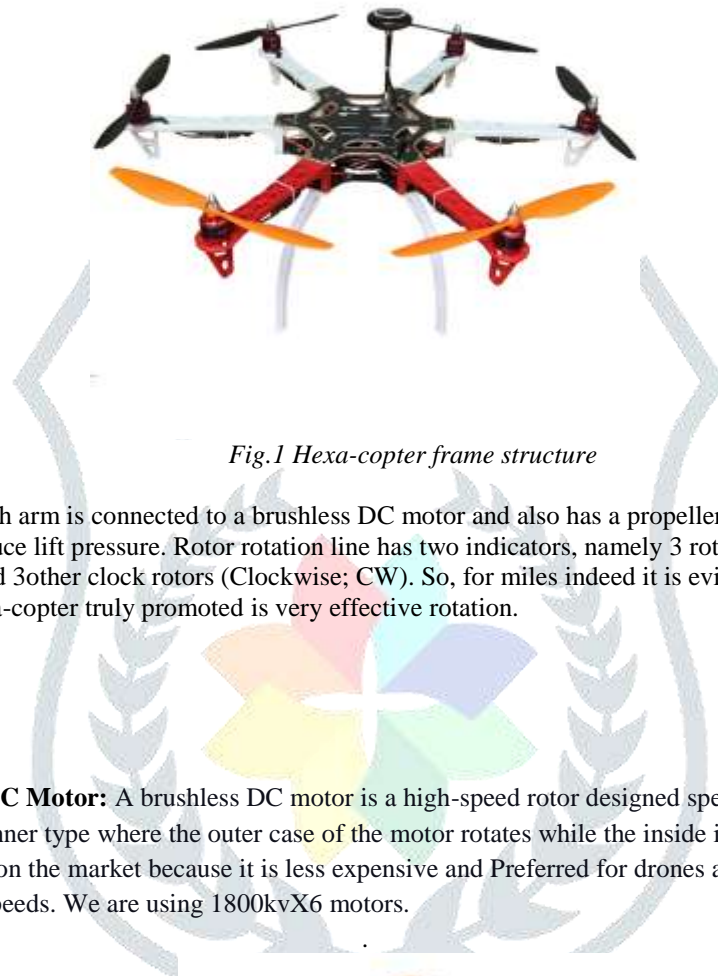 Fig.1 Hexa-copter frame structure
h arm is connected to a brushless DC motor and also has a propeller
uce lift pressure. Rotor rotation line has two indicators, namely 3 rot
d 3other clock rotors (Clockwise; CW). So, for miles indeed it is evi
a-copter truly promoted is very effective rotation.
C Motor: A brushless DC motor is a high-speed rotor designed spe
nner type where the outer case of the motor rotates while the inside i
on the market because it is less expensive and Preferred for drones a
peeds. We are using 1800kvX6 motors.
.